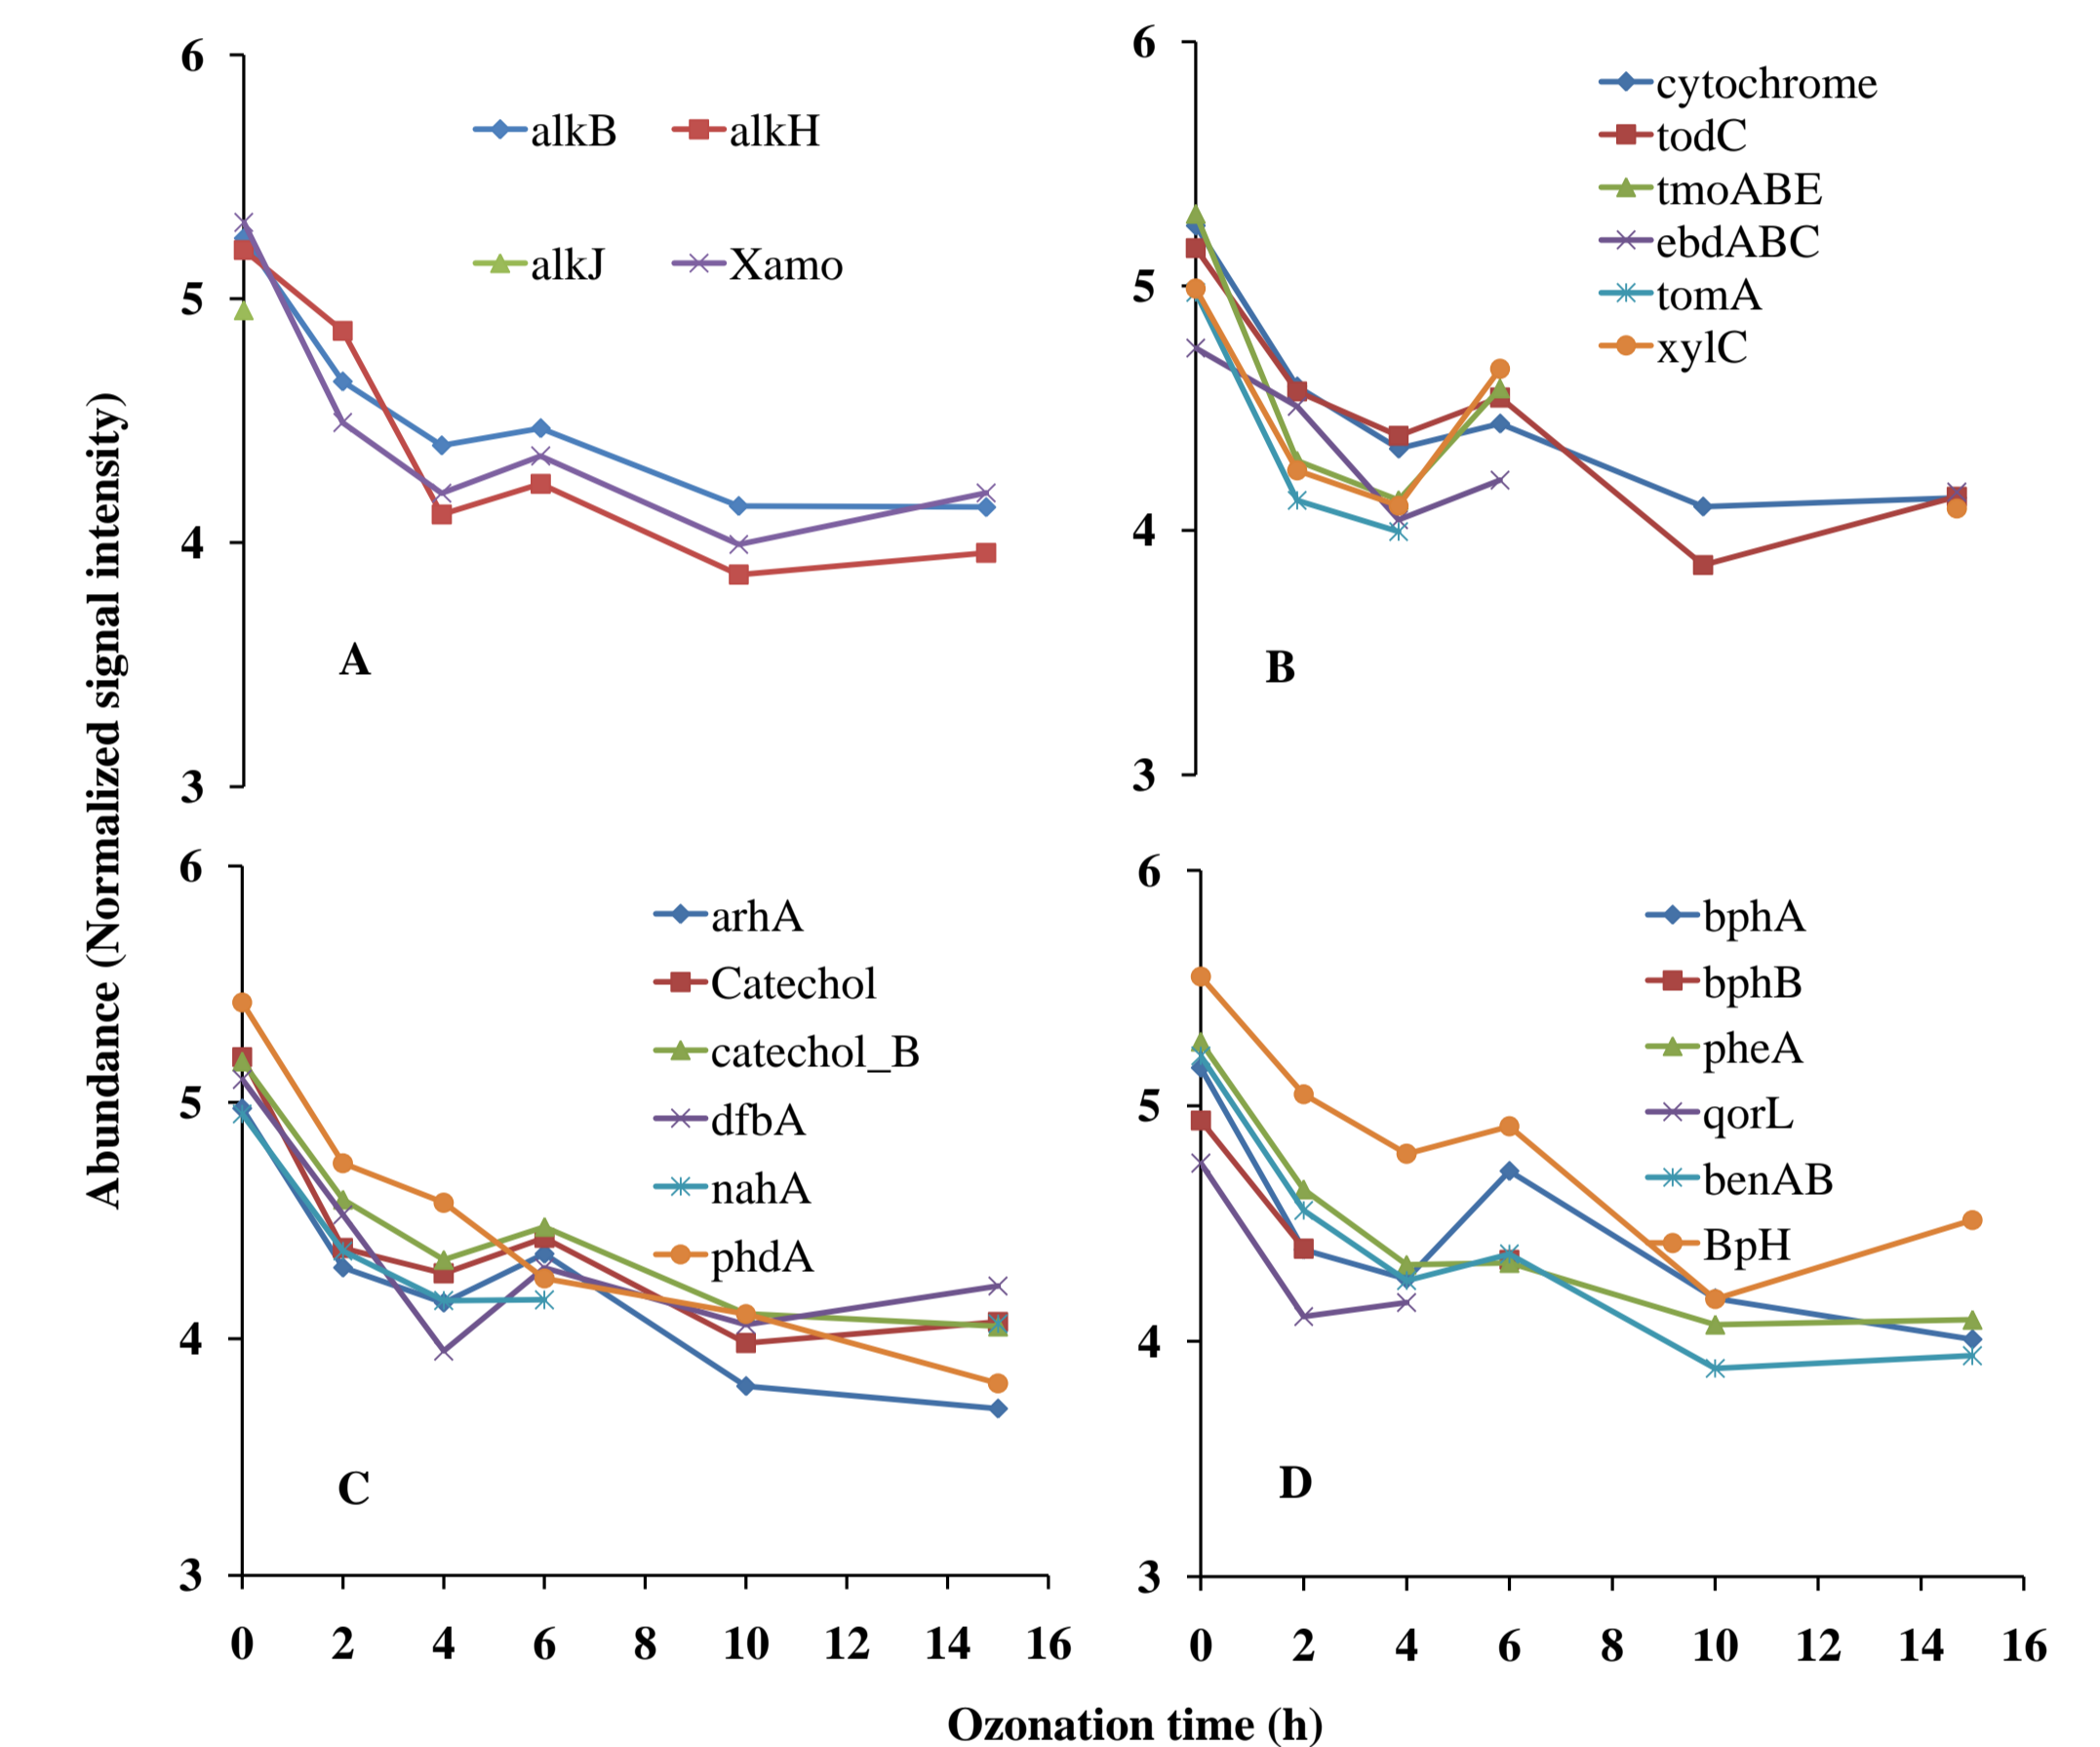 Abundance (Normalized signal intensity)
6
5
4
3
alkB alkH
alkJ Xamo
A
6
5
4
3
cytochrome
todC
tmoABE
ebdABC
tomA
xylC
B
6
5
4
3
arhA
Catechol
catechol_B
dfbA
nahA
phdA
C
0 2 4 6 8 10 12 14 16
6
5
4
3
bphA
bphB
pheA
qorL
benAB
BpH
D
0 2 4 6 8 10 12 14 16
Ozonation time (h)